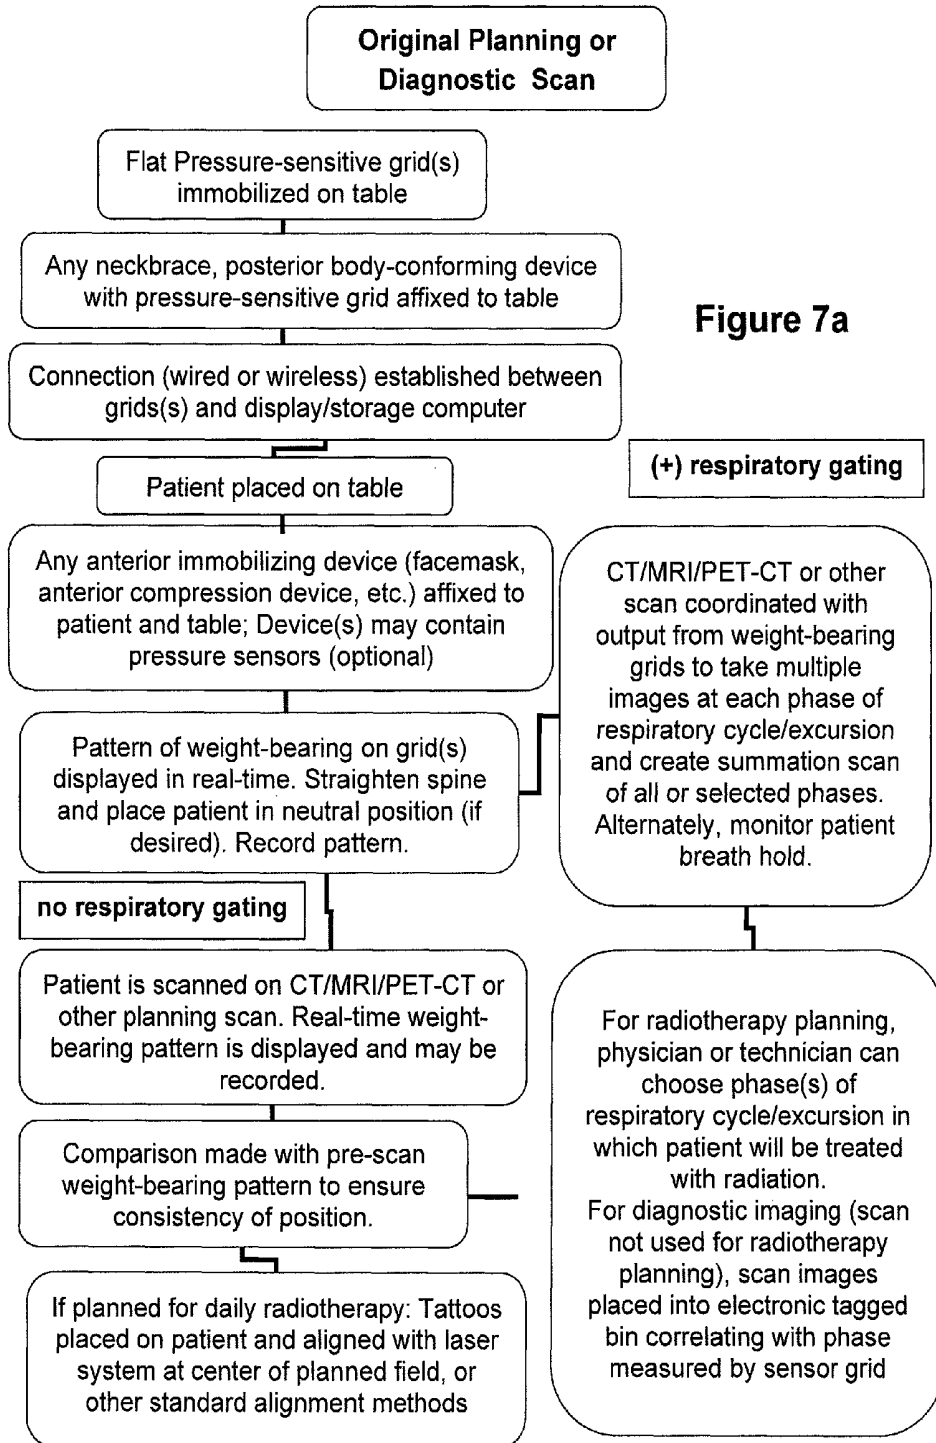 Original Planning or
Diagnostic Scan
Flat Pressure-sensitive grid(s)
immobilized on table
Any neckbrace, posterior body-conforming device
with pressure-sensitive grid affixed to table
Figure 7a
Connection (wired or wireless) established between
grids(s) and display/storage computer
Patient placed on table
Any anterior immobilizing device (facemask,
anterior compression device, etc.) affixed to
patient and table; Device(s) may contain
pressure sensors (optional)
Pattern of weight-bearing on grid(s)
displayed in real-time. Straighten spine
and place patient in neutral position (if
desired). Record pattern.
no respiratory gating
Patient is scanned on CT/MRI/PET-CT or
other planning scan. Real-time weight-
bearing pattern is displayed and may be
recorded.
Comparison made with pre-scan
weight-bearing pattern to ensure
consistency of position.
If planned for daily radiotherapy: Tattoos
placed on patient and aligned with laser
system at center of planned field, or
other standard alignment methods
(+) respiratory gating
CT/MRI/PET-CT or other
scan coordinated with
output from weight-bearing
grids to take multiple
images at each phase of
respiratory cycle/excursion
and create summation scan
of all or selected phases.
Alternately, monitor patient
breath hold.
For radiotherapy planning,
physician or technician can
choose phase(s) of
respiratory cycle/excursion in
which patient will be treated
with radiation.
For diagnostic imaging (scan
not used for radiotherapy
planning), scan images
placed into electronic tagged
bin correlating with phase
measured by sensor grid